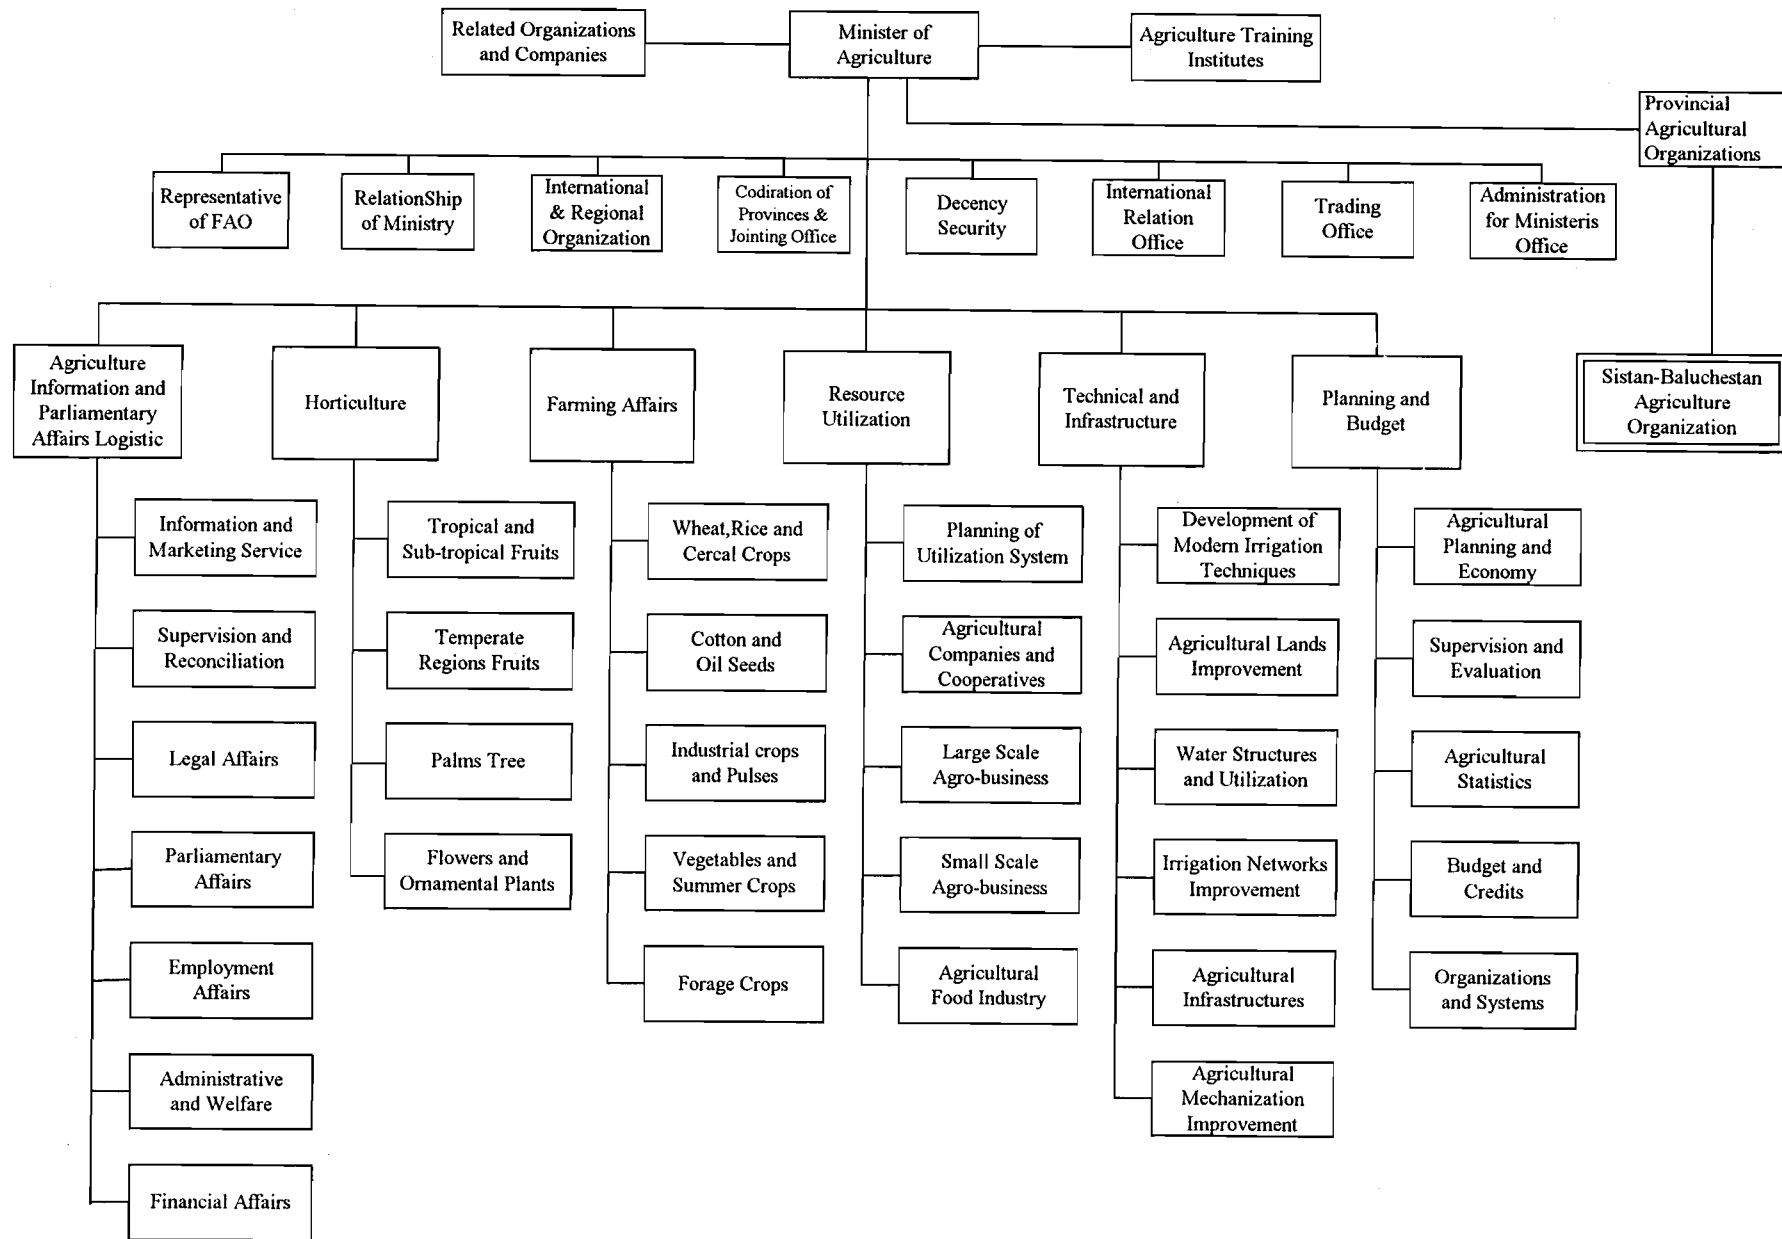 Related Organizations
and Companies
Minister of
Agriculture
Agriculture Training
Institutes
Provincial
Agricultural
Organizations
Representative
of FAO
RelationShip
of Ministry
International
& Regional
Organization
Codiration of
Provinces &
Jointing Office
Decency
Security
International
Relation
Office
Trading
Office
Administration
for Ministeris
Office
Agriculture
Information and
Parliamentary
Affairs Logistic
Horticulture
Farming Affairs
Resource
Utilization
Technical and
Infrastructure
Planning and
Budget
Sistan-Baluchestan
Agriculture
Organization
Information and
Marketing Service
Supervision and
Reconciliation
Legal Affairs
Parliamentary
Affairs
Employment
Affairs
Administrative
and Welfare
Financial Affairs
Tropical and
Sub-tropical Fruits
Temperate
Regions Fruits
Palms Tree
Flowers and
Ornamental Plants
Wheat,Rice and
Cercal Crops
Cotton and
Oil Seeds
Industrial crops
and Pulses
Vegetables and
Summer Crops
Forage Crops
Planning of
Utilization System
Agricultural
Companies and
Cooperatives
Large Scale
Agro-business
Small Scale
Agro-business
Agricultural
Food Industry
Development of
Modern Irrigation
Techniques
Agricultural Lands
Improvement
Water Structures
and Utilization
Irrigation Networks
Improvement
Agricultural
Infrastructures
Agricultural
Mechanization
Improvement
Agricultural
Planning and
Economy
Supervision and
Evaluation
Agricultural
Statistics
Budget and
Credits
Organizations
and Systems